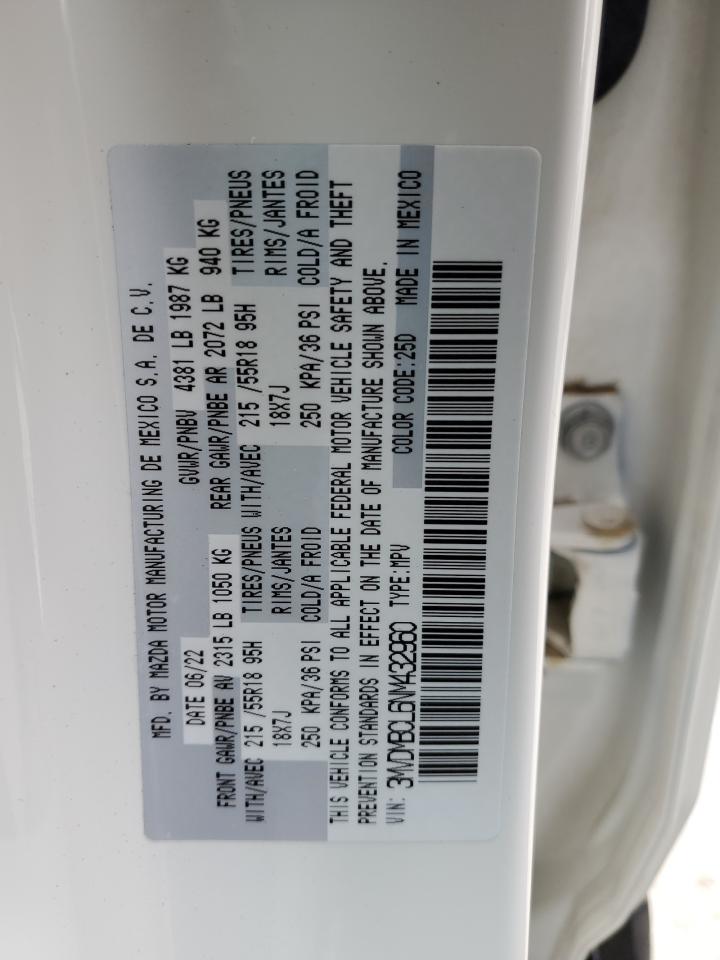 MFD. BY MAZDA MOTOR MANUFACTURING DE MEXICO S.A. DE C.V.
DATE 06/22 GVWR/PNBV 4381 LB 1987 KG
FRONT GAWR/PNBE AV 2315 LB 1050 KG REAR GAWR/PNBE AR 2072 LB 940 KG
WITH/AVEC 215 /55R18 95H TIRES/PNEUS WITH/AVEC 215 /55R18 95H TIRES/PNEUS
18X7J RIMS/JANTES 18X7J RIMS/JANTES
250 KPA/36 PSI COLD/A FROID 250 KPA/36 PSI COLD/A FROID
THIS VEHICLE CONFORMS TO ALL APPLICABLE FEDERAL MOTOR VEHICLE SAFETY AND THEFT
PREVENTION STANDARDS IN EFFECT ON THE DATE OF MANUFACTURE SHOWN ABOVE.
VIN: 3MVDMBCL6NM432960 TYPE:MPV COLOR CODE:25D MADE IN MEXICO